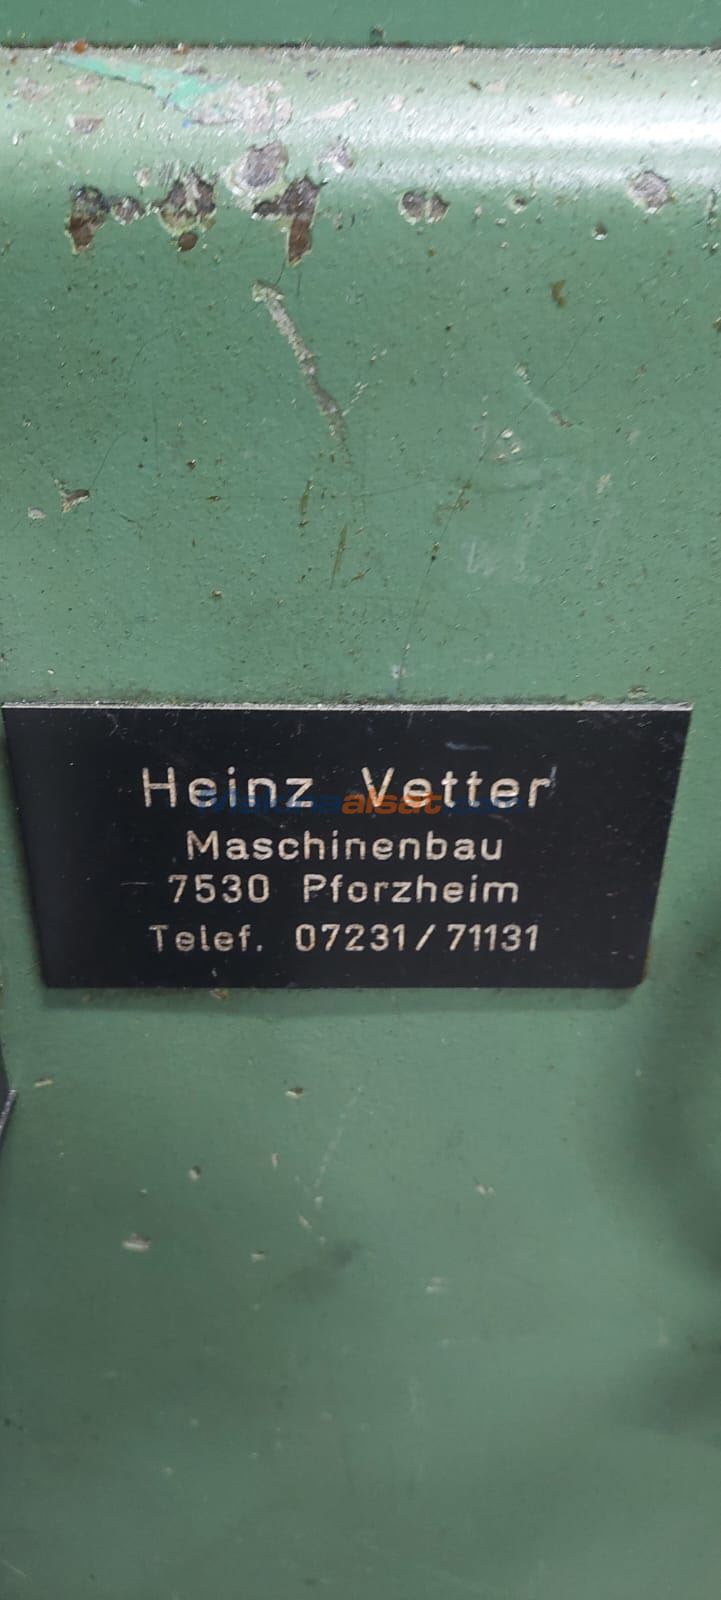 Heinz Vetter
Maschinenbau
7530 Pforzheim
Telef. 07231/71131